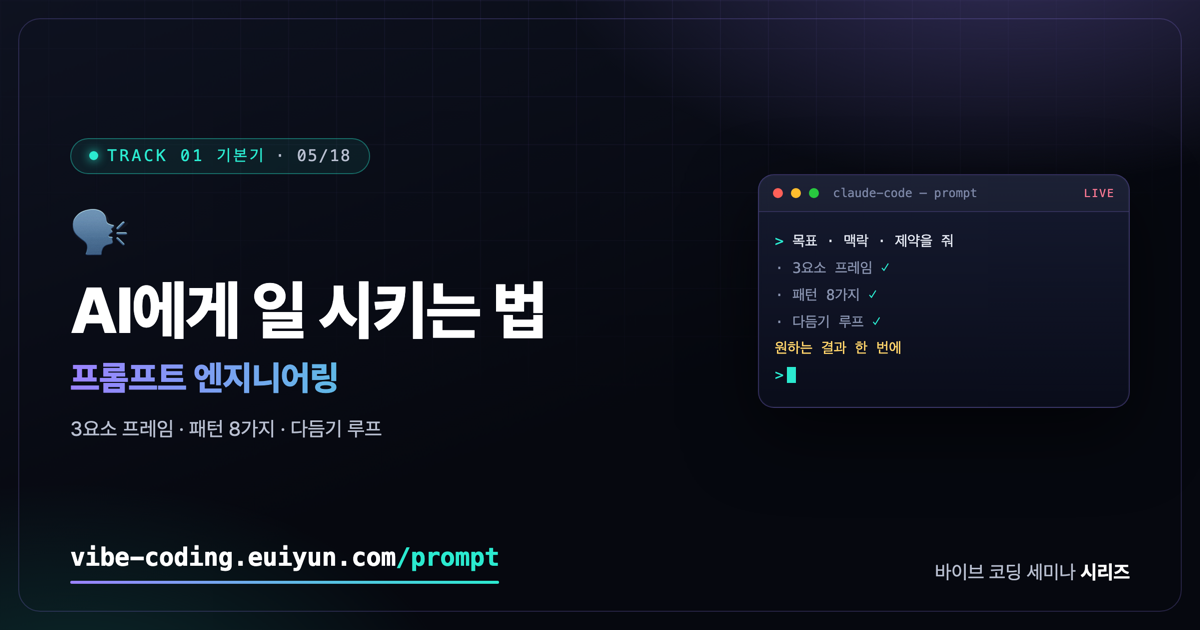 TRACK 01 기본기 · 05/18
AI에게 일 시키는 법
프롬프트 엔지니어링
3요소 프레임 · 패턴 8가지 · 다듬기 루프
claude-code — prompt
LIVE
> 목표 · 맥락 · 제약을 줘
· 3요소 프레임 ✓
· 패턴 8가지 ✓
· 다듬기 루프 ✓
원하는 결과 한 번에
>
vibe-coding.euiyun.com/prompt
바이브 코딩 세미나 시리즈